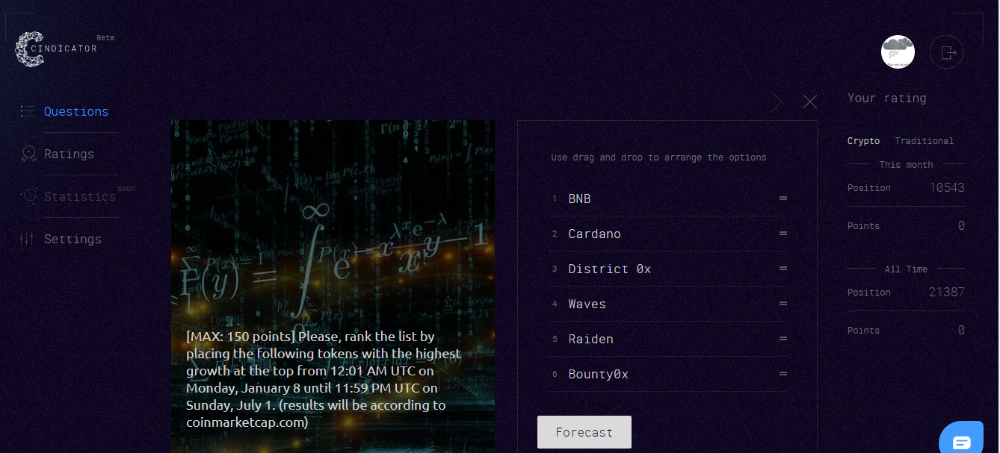 Beta
CINDICATOR
Questions
Ratings
Statistics soon
Settings
[MAX: 150 points] Please, rank the list by
placing the following tokens with the highest
growth at the top from 12:01 AM UTC on
Monday, January 8 until 11:59 PM UTC on
Sunday, July 1. (results will be according to
coinmarketcap.com)
Use drag and drop to arrange the options
1 BNB
2 Cardano
3 District 0x
4 Waves
5 Raiden
6 Bounty0x
Forecast
Your rating
Crypto Traditional
This month
Position 10543
Points 0
All Time
Position 21387
Points 0